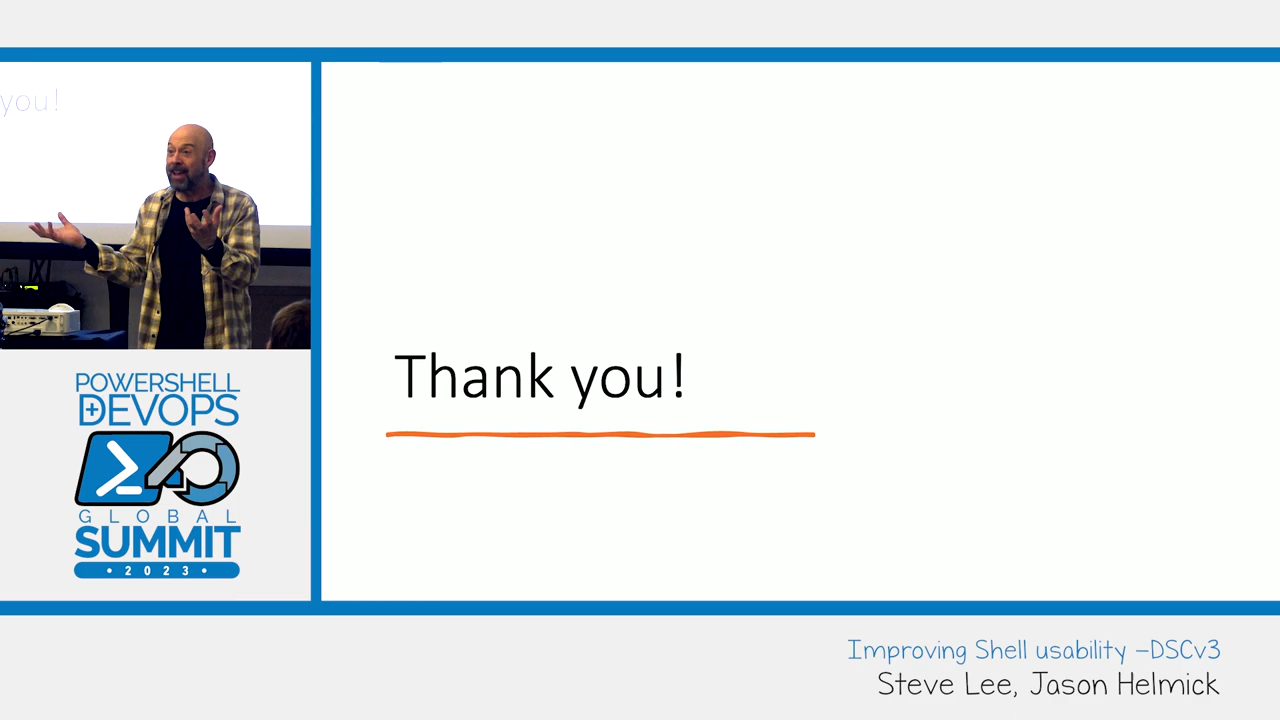 you!
POWERSHELL
+DEVOPS
GLOBAL
SUMMIT
• 2023 •
Thank you!
Improving Shell usability -DSCv3
Steve Lee, Jason Helmick